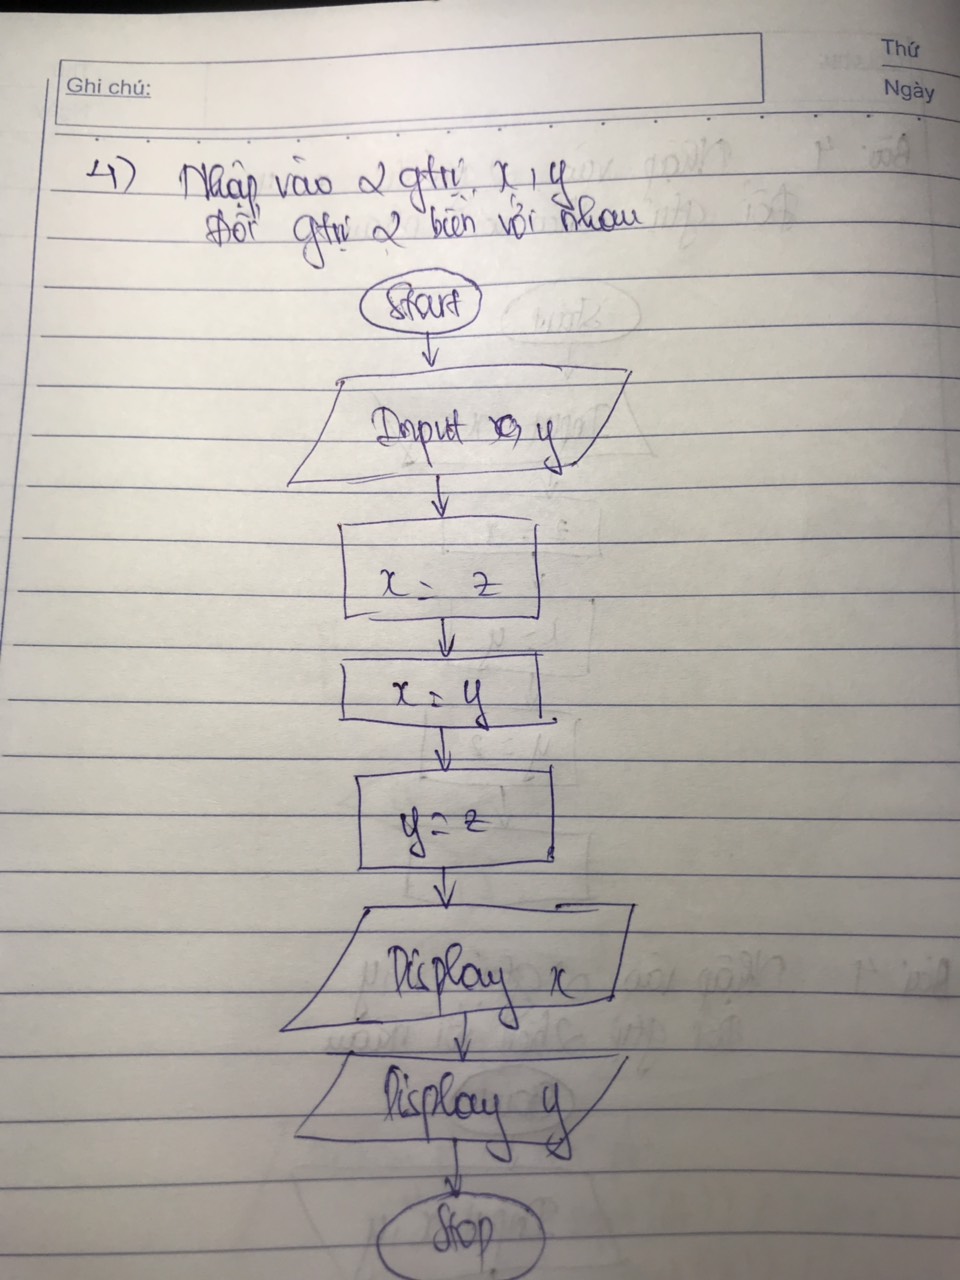 Thứ
Ghi chú:
Ngày
4) Nhập vào 2 gtrị x, y
Đổi gtrị 2 biến với nhau
Start
Input x, y
x = z
x = y
y = z
Display x
Display y
Stop